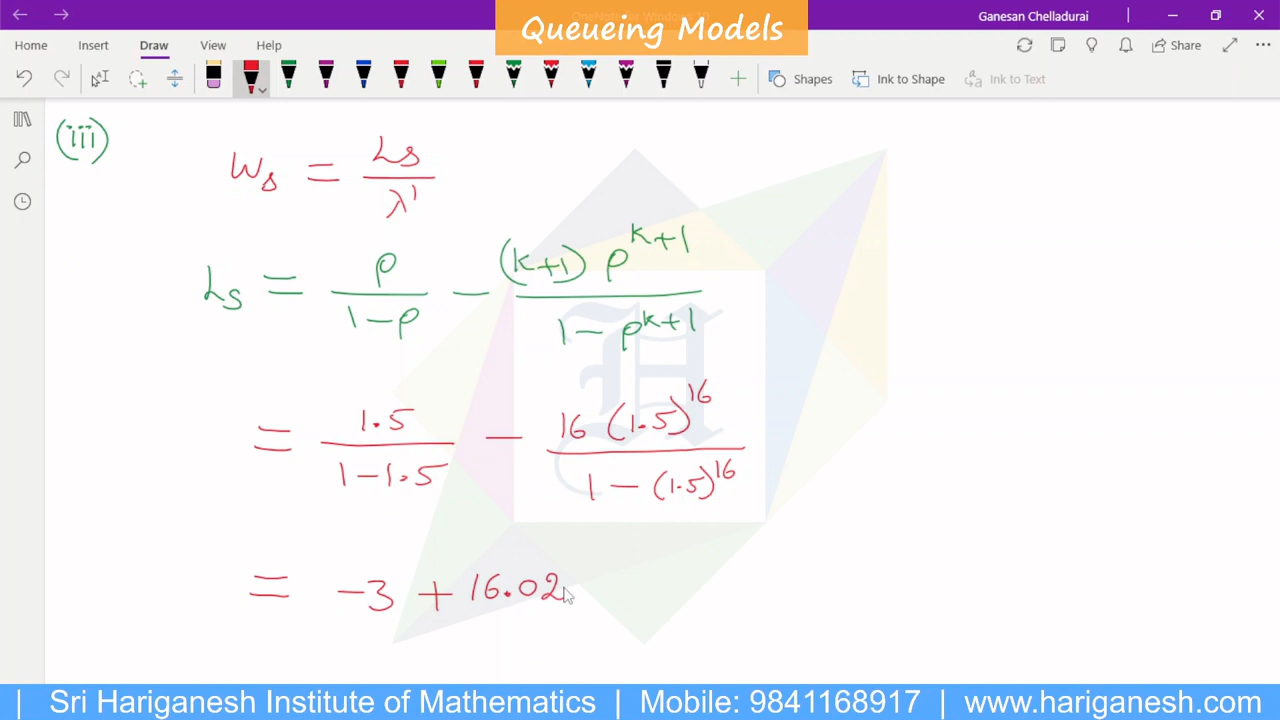 Queueing Models
Ganesan Chelladurai
Home Insert Draw View Help
Share
Shapes
Ink to Shape
Ink to Text
(iii)
Ws = Ls / λ'
Ls = ρ / 1-ρ - (k+1) ρ^k+1 / 1 - ρ^k+1
= 1.5 / 1-1.5 - 16 (1.5)^16 / 1 - (1.5)^16
= -3 + 16.02
| Sri Hariganesh Institute of Mathematics | Mobile: 9841168917 | www.hariganesh.com